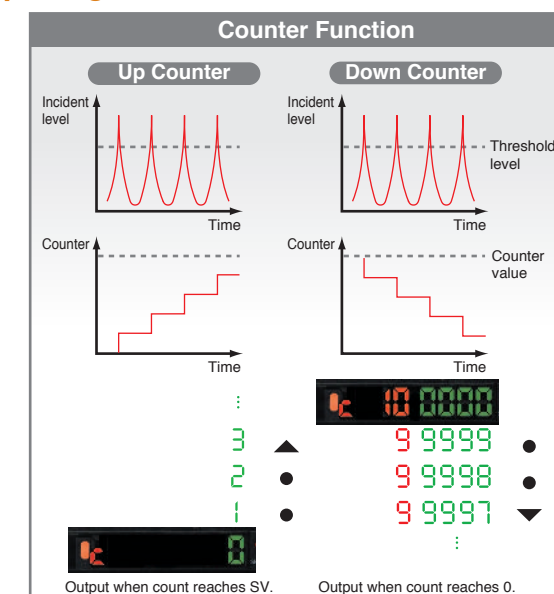 Counter Function
Up Counter
Down Counter
Incident level
Time
Incident level
Threshold level
Time
Counter
Time
Counter
Counter value
Time
3
2
1
c 0
Output when count reaches SV.
c 10 0000
9 9999
9 9998
9 9997
Output when count reaches 0.